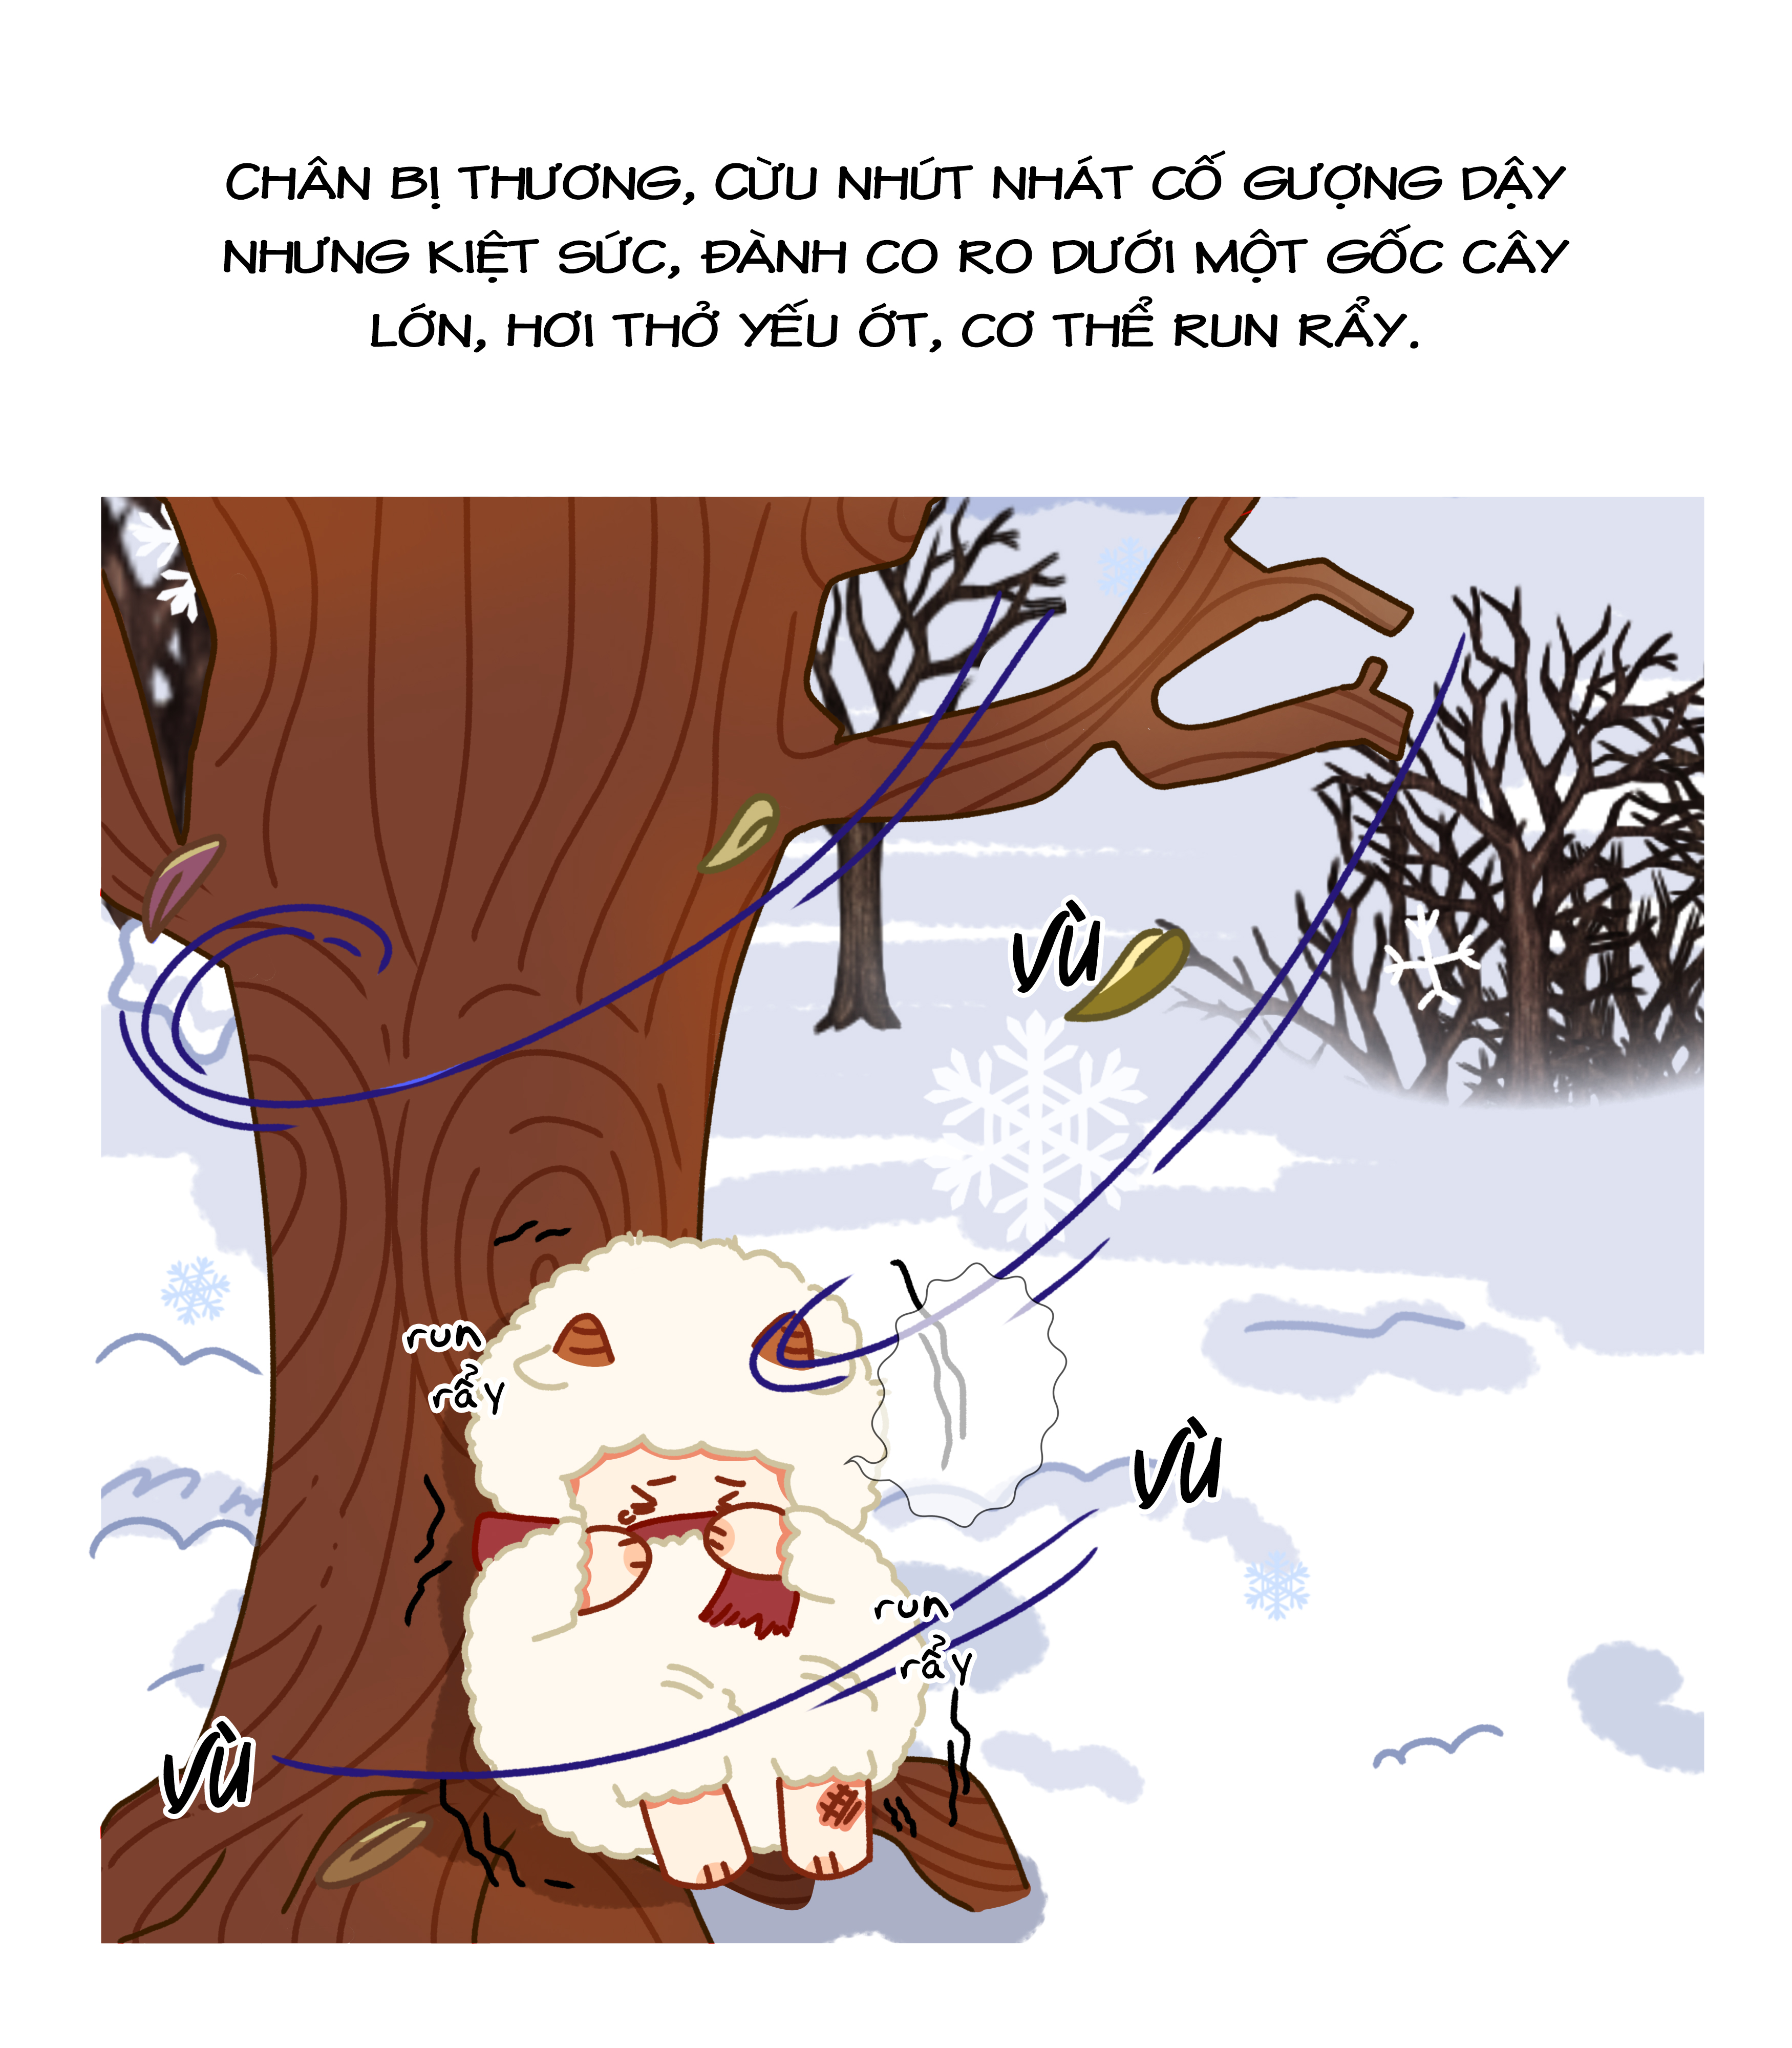 CHÂN BỊ THƯƠNG, CỪU NHÚT NHÁT CỐ GƯỢNG DẬY
NHƯNG KIỆT SỨC, ĐÀNH CO RO DƯỚI MỘT GỐC CÂY
LỚN, HƠI THỞ YẾU ỚT, CƠ THỂ RUN RẨY.
VÙ
run
rẩy
VÙ
run
rẩy
VÙ